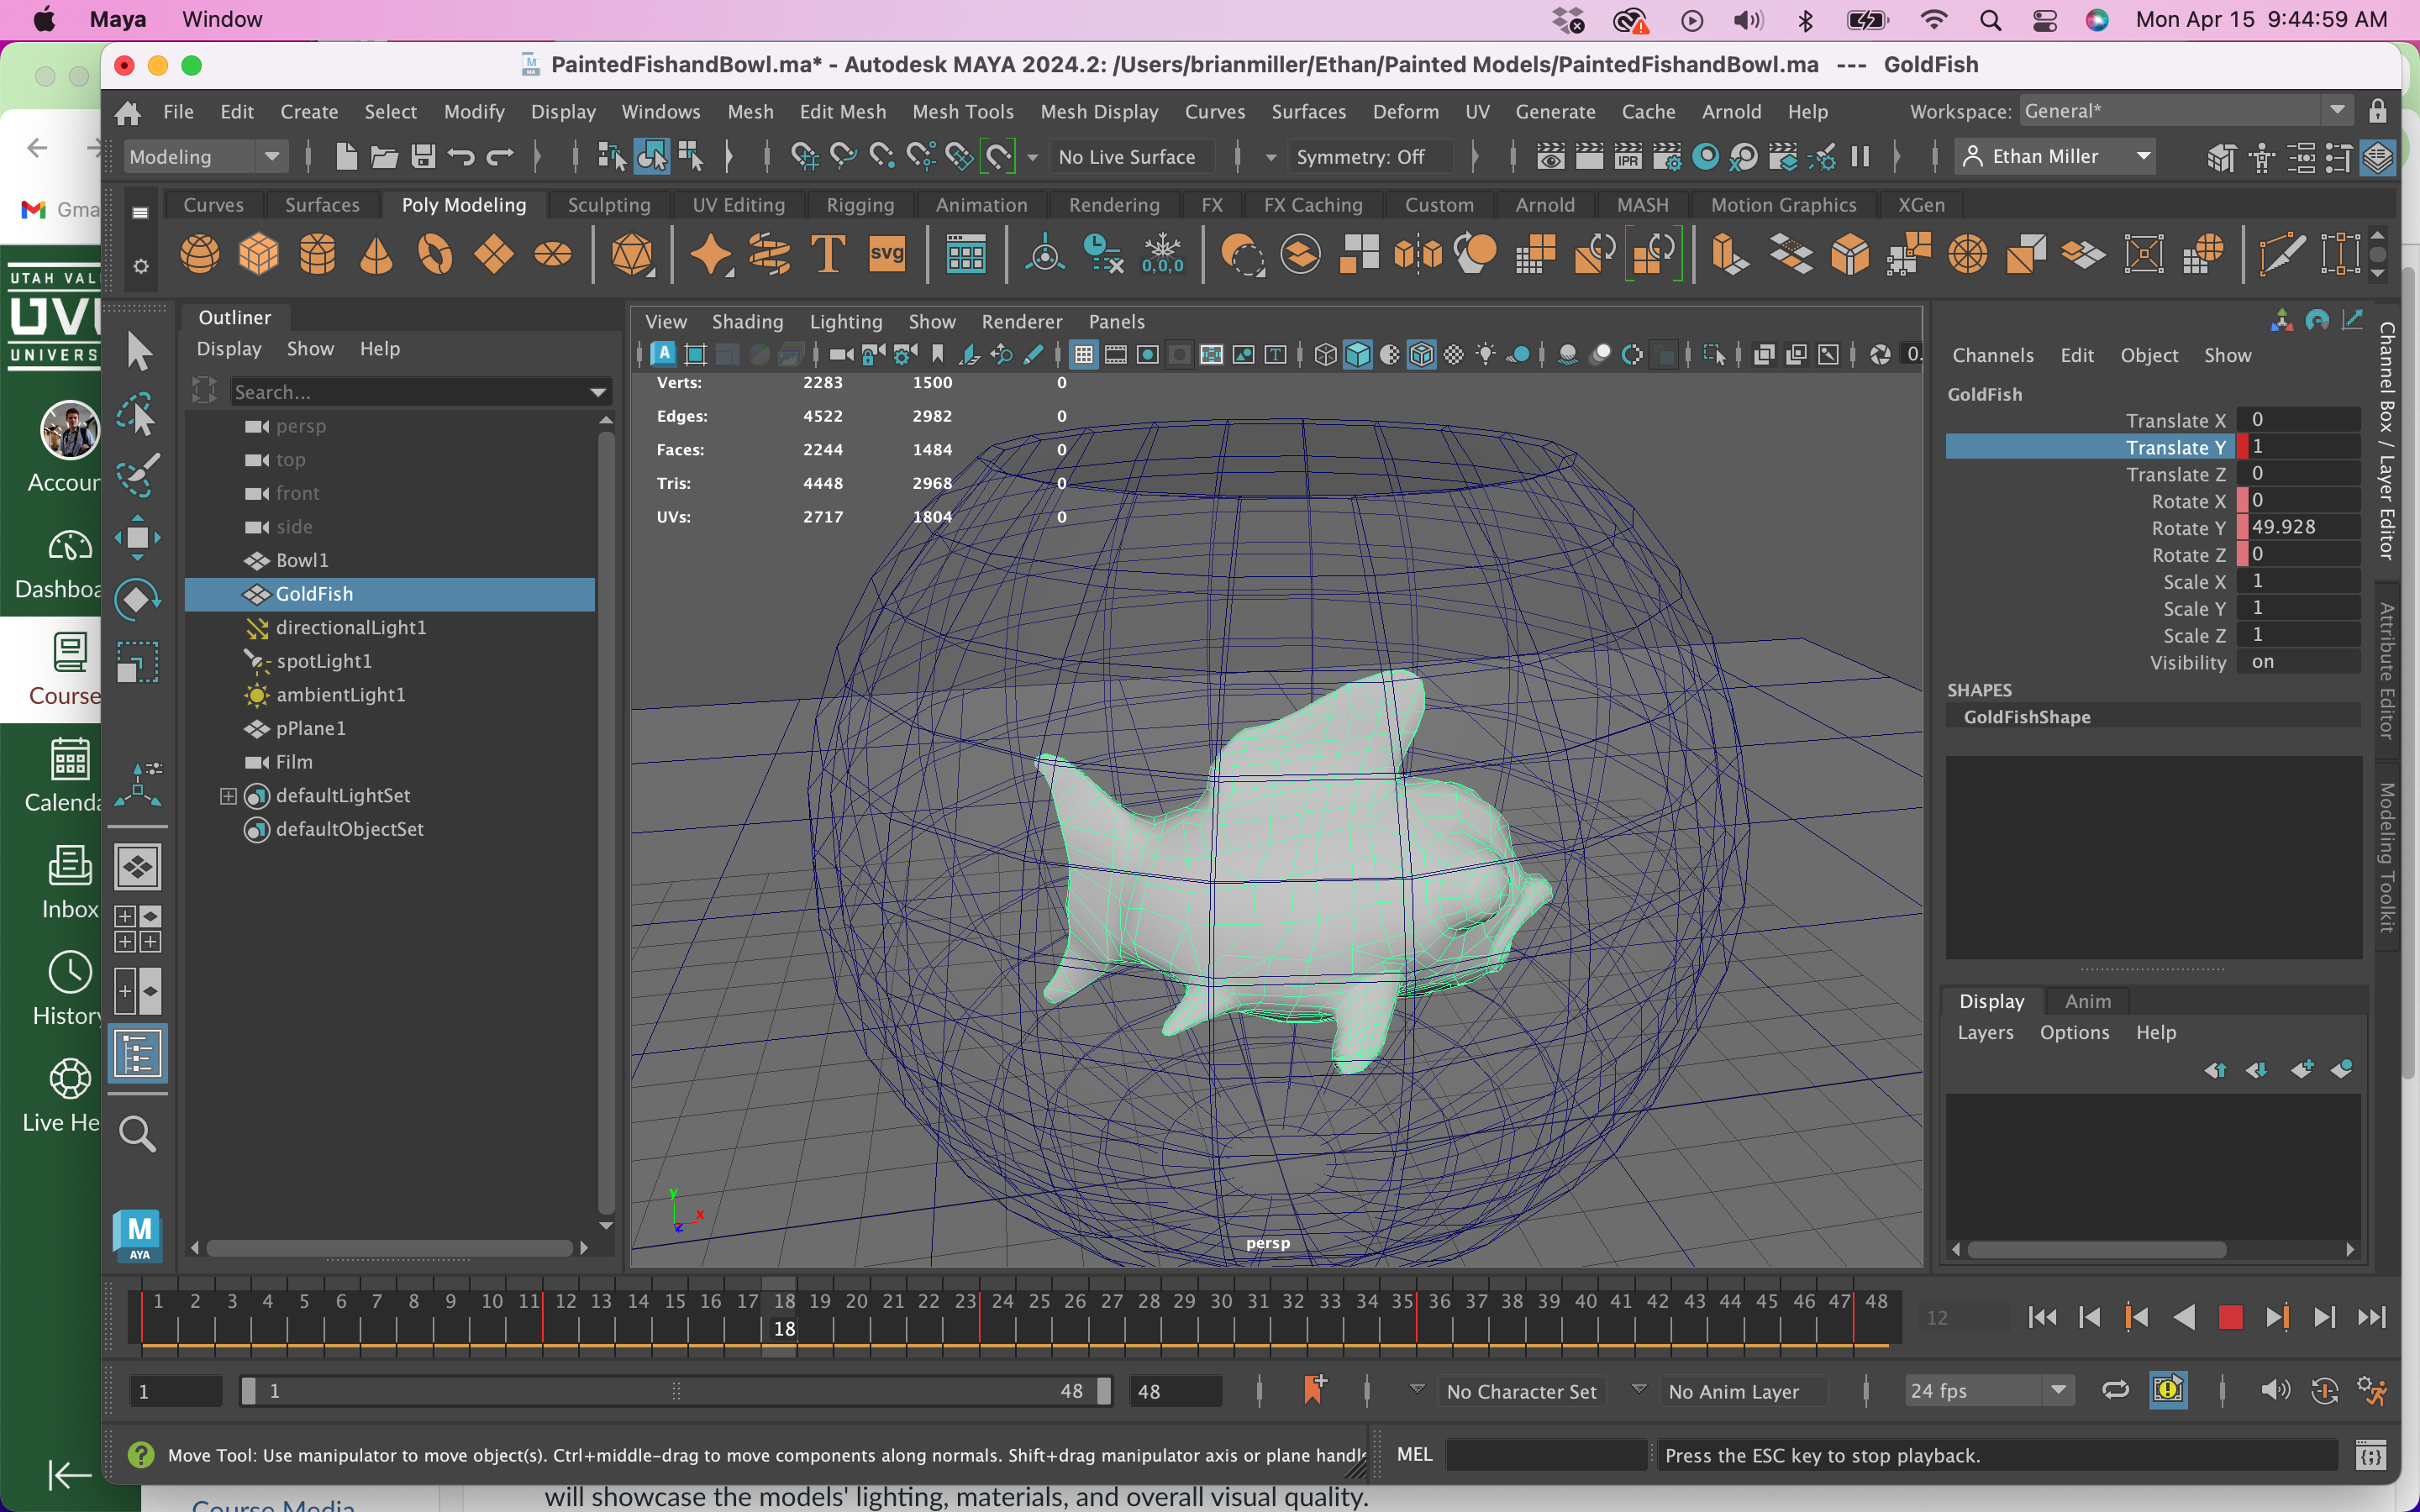 Maya Window Mon Apr 15 9:44:59 AM
PaintedFishandBowl.ma* - Autodesk MAYA 2024.2: /Users/brianmiller/Ethan/Painted Models/PaintedFishandBowl.ma --- GoldFish
File Edit Create Select Modify Display Windows Mesh Edit Mesh Mesh Tools Mesh Display Curves Surfaces Deform UV Generate Cache Arnold Help Workspace: General*
Modeling No Live Surface Symmetry: Off IPR Ethan Miller
Curves Surfaces Poly Modeling Sculpting UV Editing Rigging Animation Rendering FX FX Caching Custom Arnold MASH Motion Graphics XGen
T svg 0,0,0
Gma
UTAH VAL
UVU
UNIVERS
Accour
Dashboa
Course
Calenda
Inbox
History
Live He
Outliner
Display Show Help
Search...
persp
top
front
side
Bowl1
GoldFish
directionalLight1
spotLight1
ambientLight1
pPlane1
Film
defaultLightSet
defaultObjectSet
M
AYA
View Shading Lighting Show Renderer Panels
A T 0.
Verts: 2283 1500 0
Edges: 4522 2982 0
Faces: 2244 1484 0
Tris: 4448 2968 0
UVs: 2717 1804 0
y
x
z
persp
Channels Edit Object Show
GoldFish
Translate X 0
Translate Y 1
Translate Z 0
Rotate X 0
Rotate Y 49.928
Rotate Z 0
Scale X 1
Scale Y 1
Scale Z 1
Visibility on
SHAPES
GoldFishShape
Channel Box / Layer Editor
Attribute Editor
Modeling Toolkit
Display Anim
Layers Options Help
1 2 3 4 5 6 7 8 9 10 11 12 13 14 15 16 17 18 19 20 21 22 23 24 25 26 27 28 29 30 31 32 33 34 35 36 37 38 39 40 41 42 43 44 45 46 47 48
18
12
1 1 48 48 No Character Set No Anim Layer 24 fps
Move Tool: Use manipulator to move object(s). Ctrl+middle-drag to move components along normals. Shift+drag manipulator axis or plane handle
MEL Press the ESC key to stop playback.
Course Media
will showcase the models' lighting, materials, and overall visual quality.